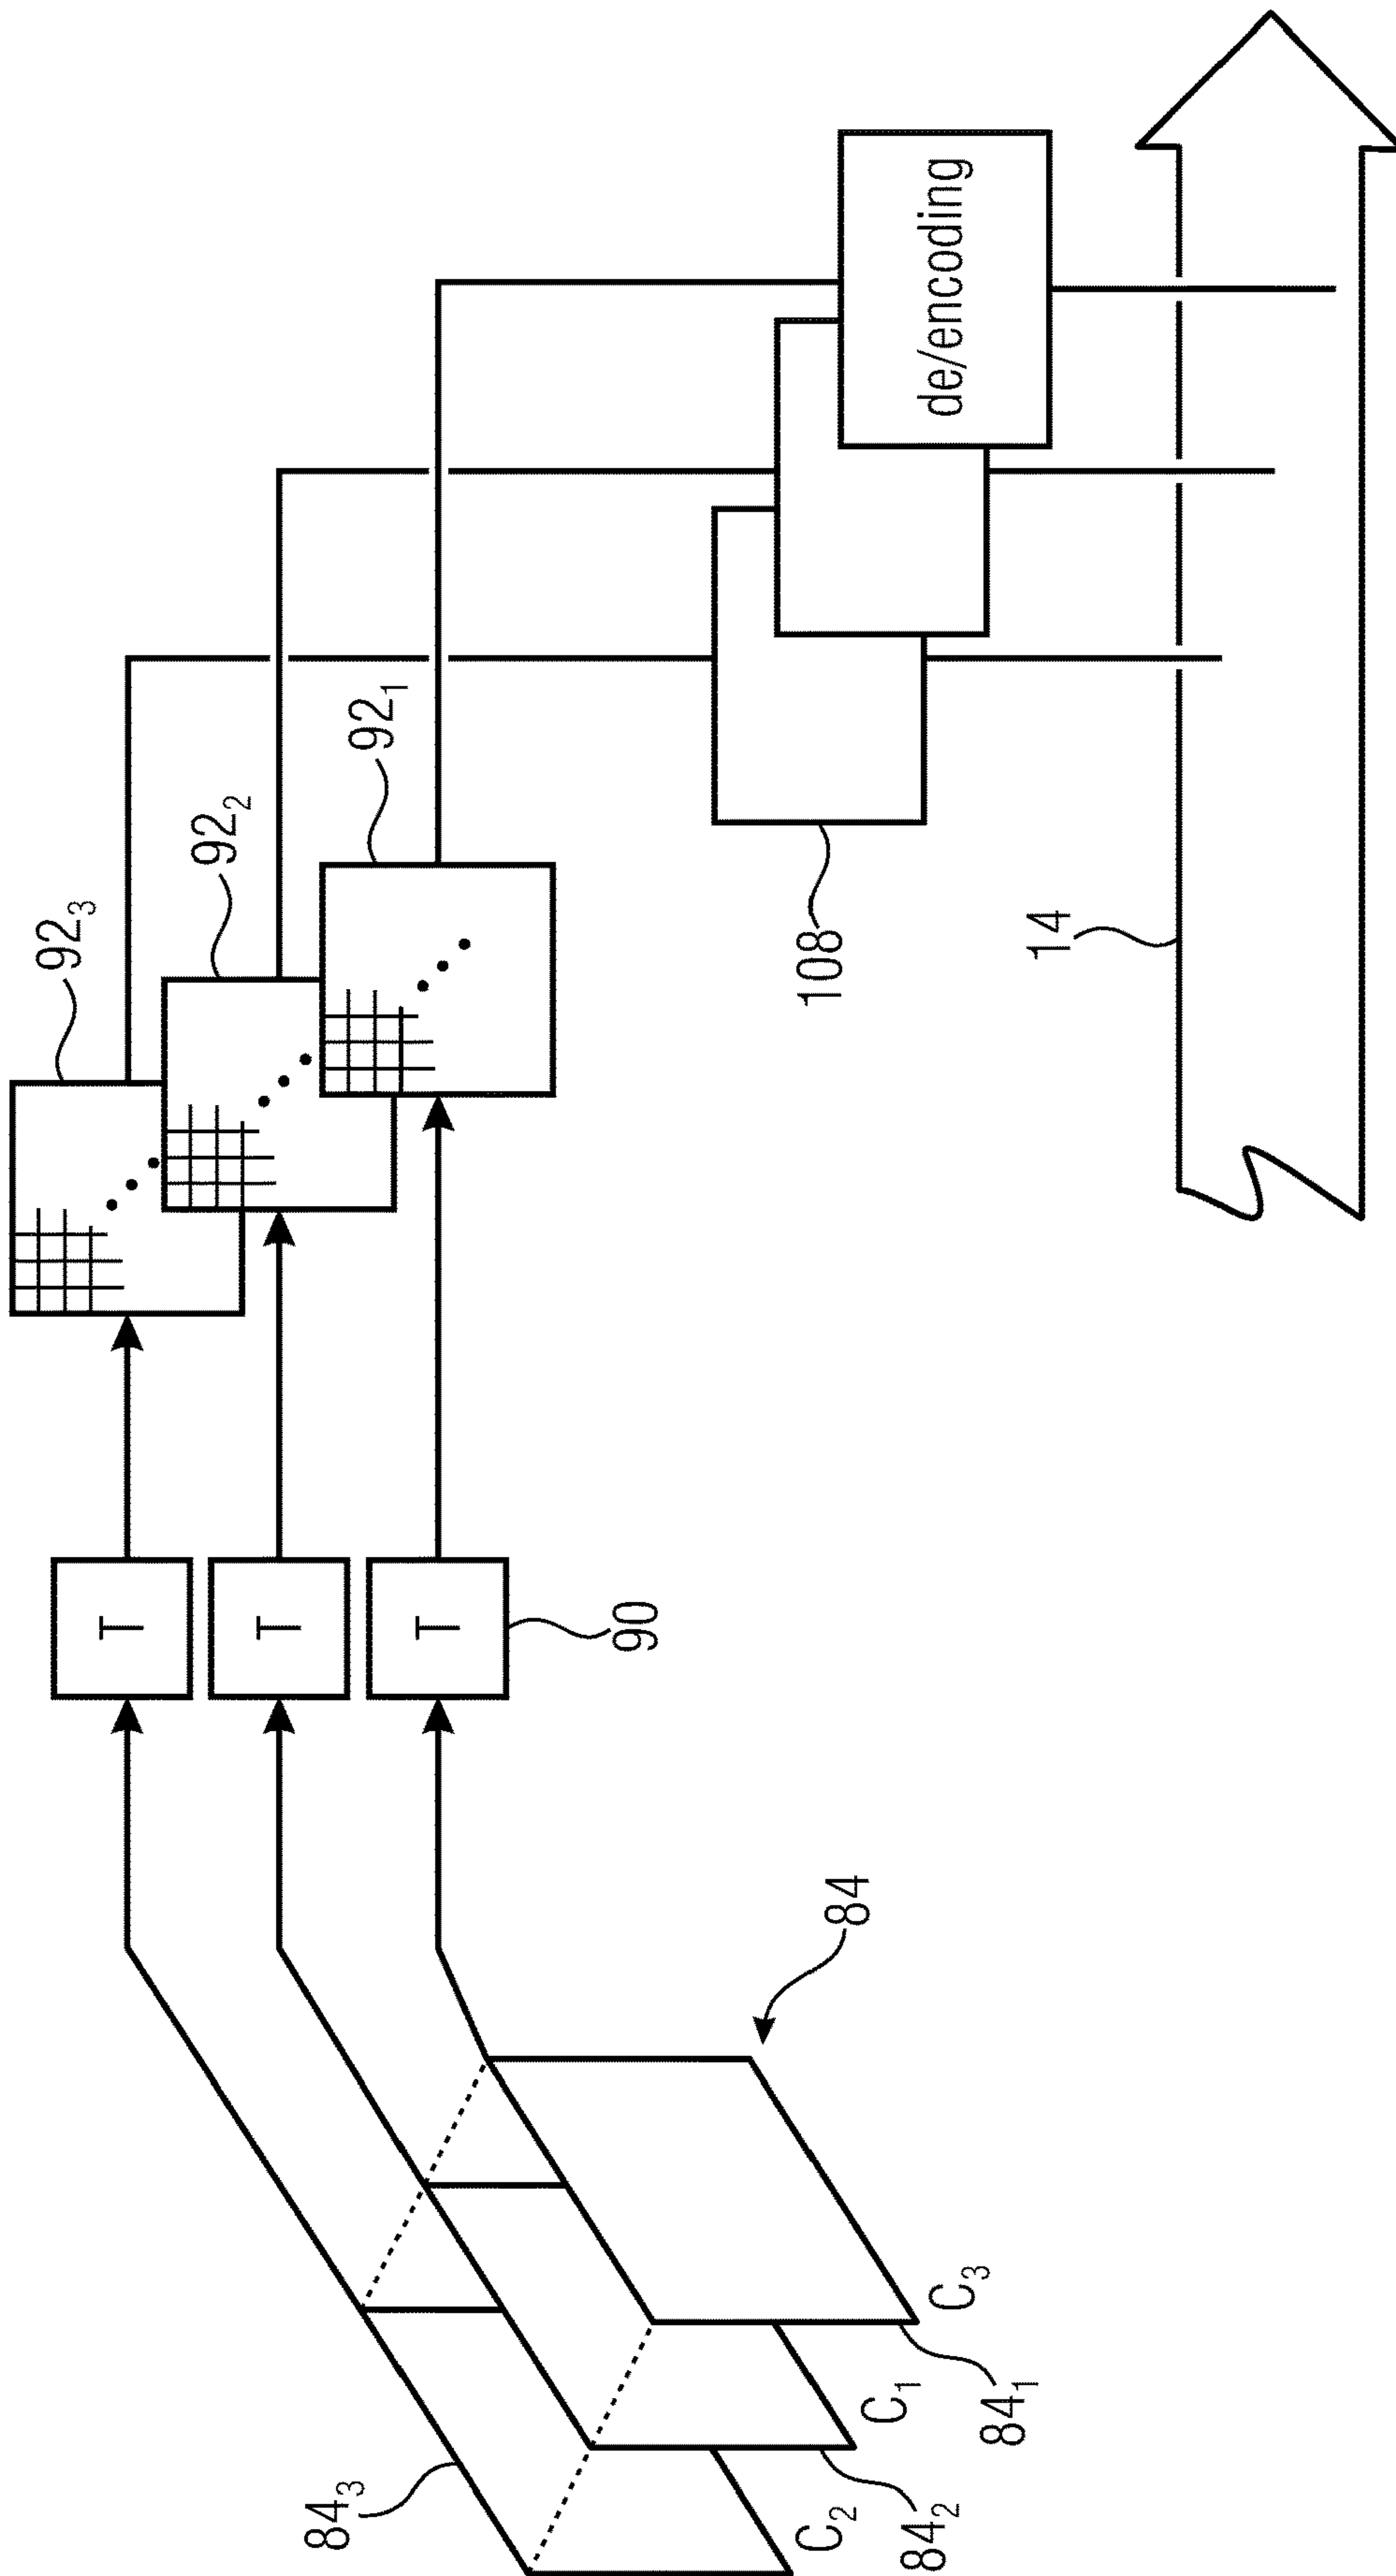 84₃
C₂
84₂
C₁
84₁
C₃
84
T
T
T
90
92₃
92₂
92₁
108
de/encoding
14